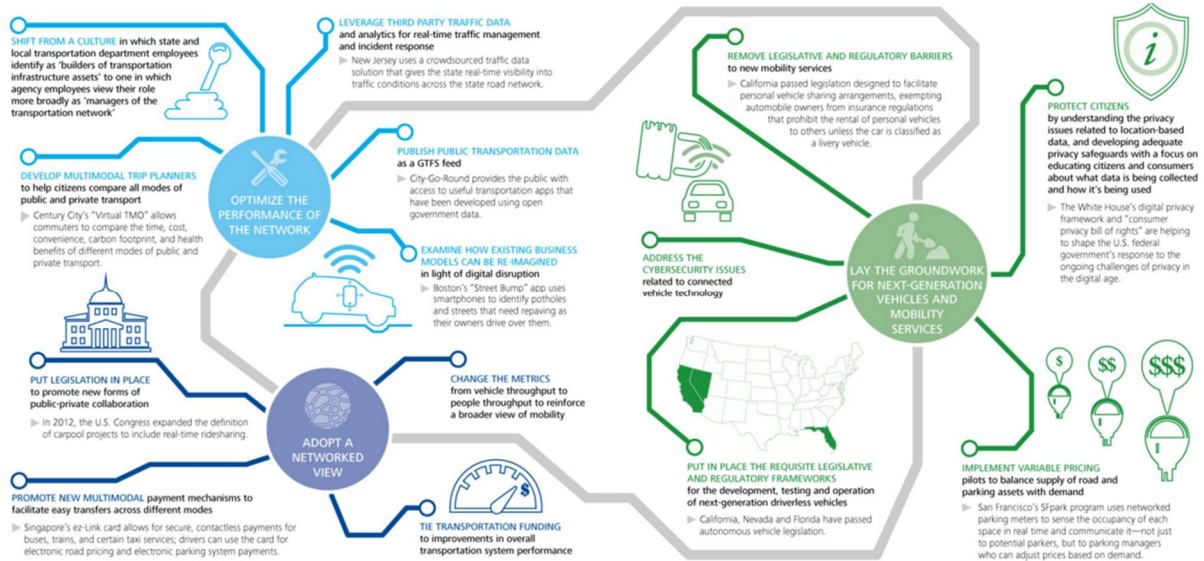 SHIFT FROM A CULTURE in which state and
local transportation department employees
identify as 'builders of transportation
infrastructure assets' to one in which
agency employees view their role
more broadly as 'managers of the
transportation network'
LEVERAGE THIRD PARTY TRAFFIC DATA
and analytics for real-time traffic management
and incident response
New Jersey uses a crowdsourced traffic data
solution that gives the state real-time visibility into
traffic conditions across the state road network.
DEVELOP MULTIMODAL TRIP PLANNERS
to help citizens compare all modes of
public and private transport
Century City's "Virtual TMO" allows
commuters to compare the time, cost,
convenience, carbon footprint, and health
benefits of different modes of public and
private transport.
OPTIMIZE THE
PERFORMANCE OF
THE NETWORK
PUBLISH PUBLIC TRANSPORTATION DATA
as a GTFS feed
City-Go-Round provides the public with
access to useful transportation apps that
have been developed using open
government data.
EXAMINE HOW EXISTING BUSINESS
MODELS CAN BE RE-IMAGINED
in light of digital disruption
Boston's "Street Bump" app uses
smartphones to identify potholes
and streets that need repaving as
their owners drive over them.
PUT LEGISLATION IN PLACE
to promote new forms of
public-private collaboration
In 2012, the U.S. Congress expanded the definition
of carpool projects to include real-time ridesharing.
ADOPT A
NETWORKED
VIEW
CHANGE THE METRICS
from vehicle throughput to
people throughput to reinforce
a broader view of mobility
PROMOTE NEW MULTIMODAL payment mechanisms to
facilitate easy transfers across different modes
Singapore's ez-Link card allows for secure, contactless payments for
buses, trains, and certain taxi services; drivers can use the card for
electronic road pricing and electronic parking system payments.
$
TIE TRANSPORTATION FUNDING
to improvements in overall
transportation system performance
REMOVE LEGISLATIVE AND REGULATORY BARRIERS
to new mobility services
California passed legislation designed to facilitate
personal vehicle sharing arrangements, exempting
automobile owners from insurance regulations
that prohibit the rental of personal vehicles
to others unless the car is classified as
a livery vehicle.
i
PROTECT CITIZENS
by understanding the privacy
issues related to location-based
data, and developing adequate
privacy safeguards with a focus on
educating citizens and consumers
about what data is being collected
and how it's being used
The White House's digital privacy
framework and "consumer
privacy bill of rights" are helping
to shape the U.S. federal
government's response to the
ongoing challenges of privacy in
the digital age.
ADDRESS THE
CYBERSECURITY ISSUES
related to connected
vehicle technology
LAY THE GROUNDWORK
FOR NEXT-GENERATION
VEHICLES AND
MOBILITY
SERVICES
PUT IN PLACE THE REQUISITE LEGISLATIVE
AND REGULATORY FRAMEWORKS
for the development, testing and operation
of next-generation driverless vehicles
California, Nevada and Florida have passed
autonomous vehicle legislation.
$ $$ $$$
IMPLEMENT VARIABLE PRICING
pilots to balance supply of road and
parking assets with demand
San Francisco's SFpark program uses networked
parking meters to sense the occupancy of each
space in real time and communicate it—not just
to potential parkers, but to parking managers
who can adjust prices based on demand.